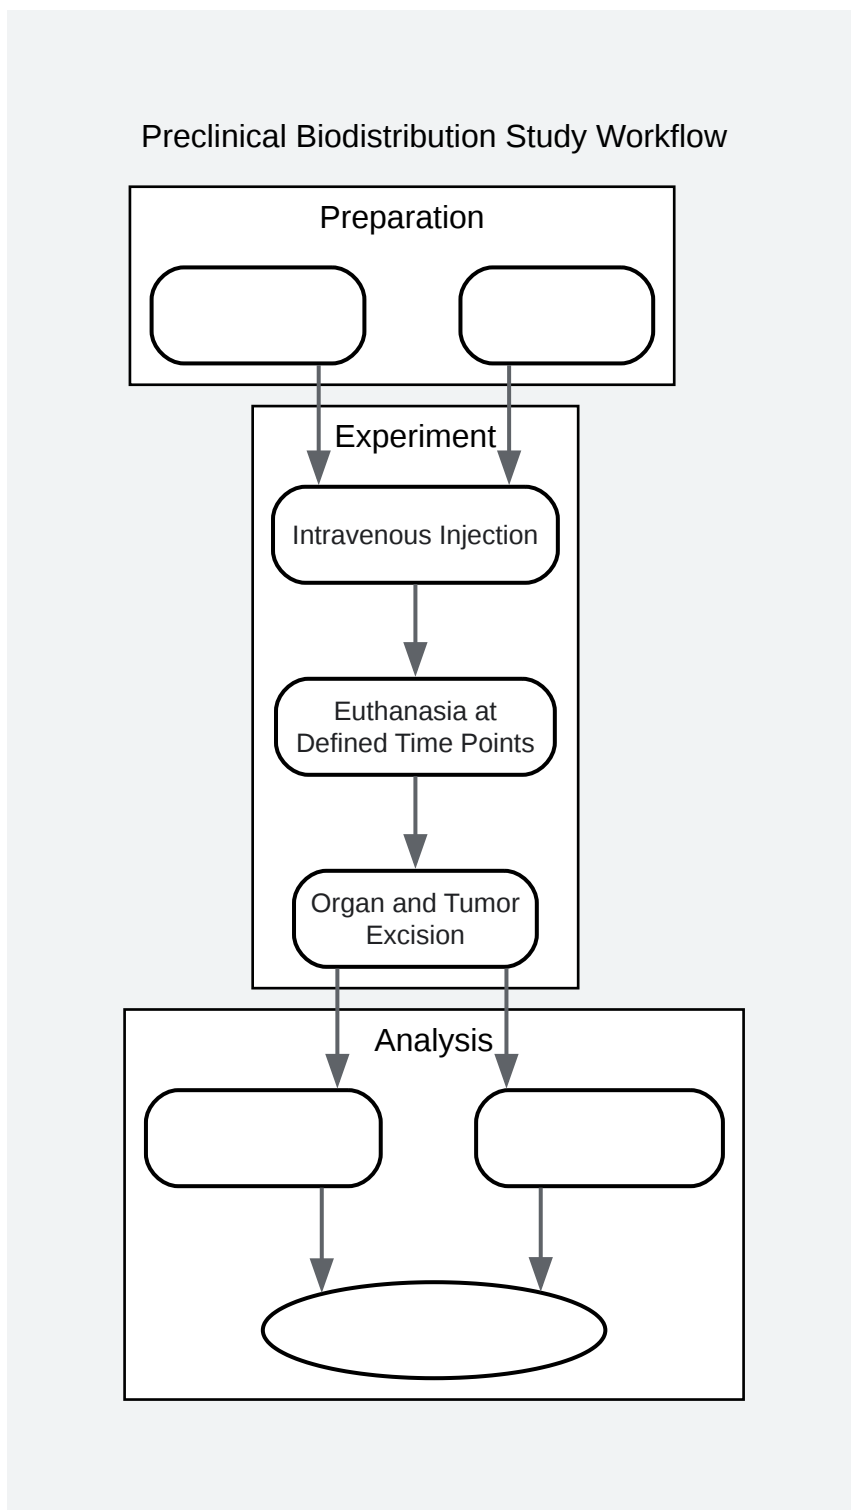 Preclinical Biodistribution Study Workflow
Preparation
Experiment
Intravenous Injection
Euthanasia at
Defined Time Points
Organ and Tumor
Excision
Analysis